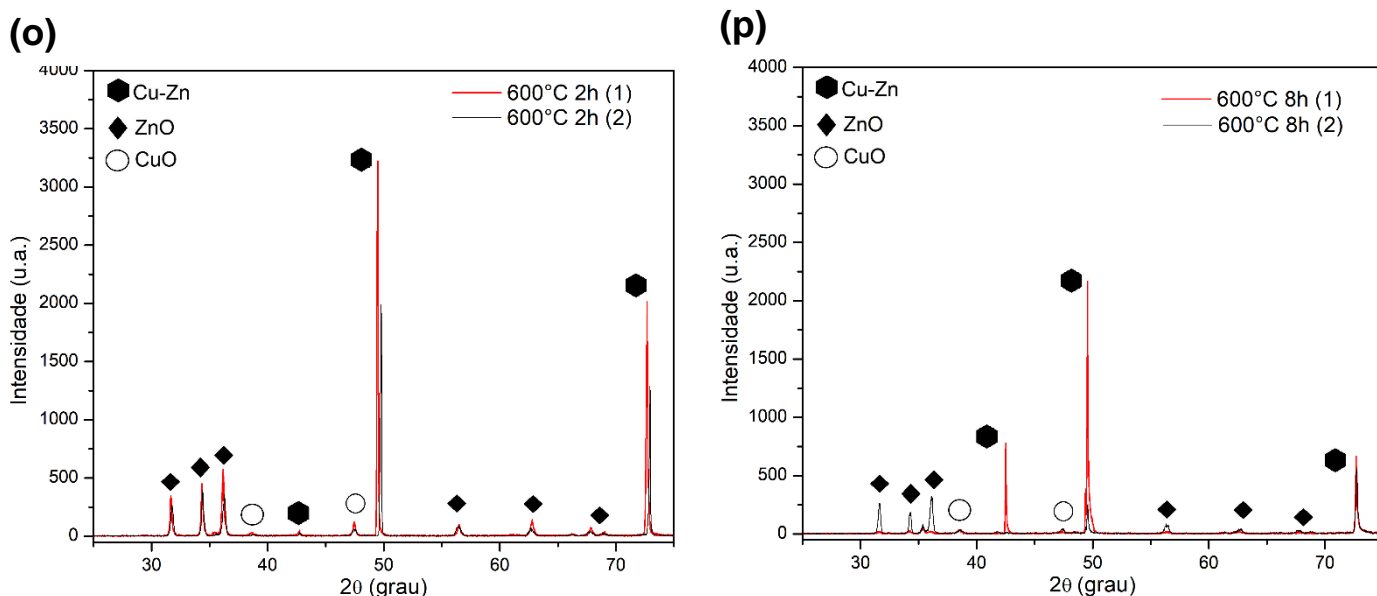 (o)
4000
3500
3000
2500
2000
1500
1000
500
0
Intensidade (u.a.)
Cu-Zn
ZnO
CuO
600°C 2h (1)
600°C 2h (2)
30
40
50
60
70
2θ (grau)
(p)
4000
3500
3000
2500
2000
1500
1000
500
0
Intensidade (u.a.)
Cu-Zn
ZnO
CuO
600°C 8h (1)
600°C 8h (2)
30
40
50
60
70
2θ (grau)